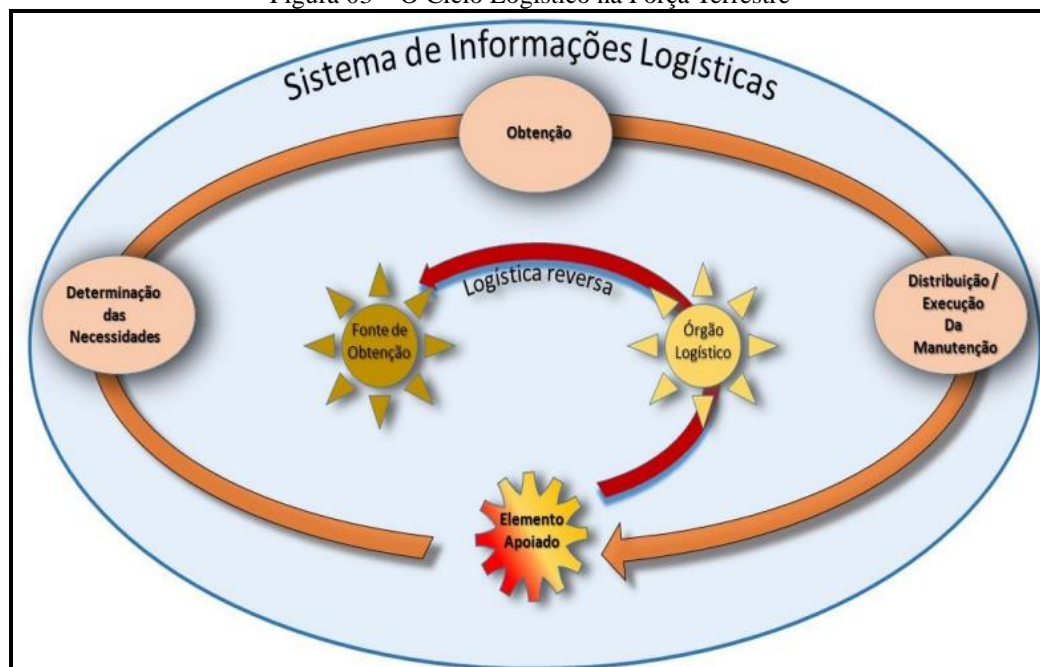 Figura 03 – O Ciclo Logístico na Força Terrestre
Sistema de Informações Logísticas
Obtenção
Determinação
das
Necessidades
Distribuição /
Execução
Da
Manutenção
Logística reversa
Fonte de
Obtenção
Órgão
Logístico
Elemento
Apoiado